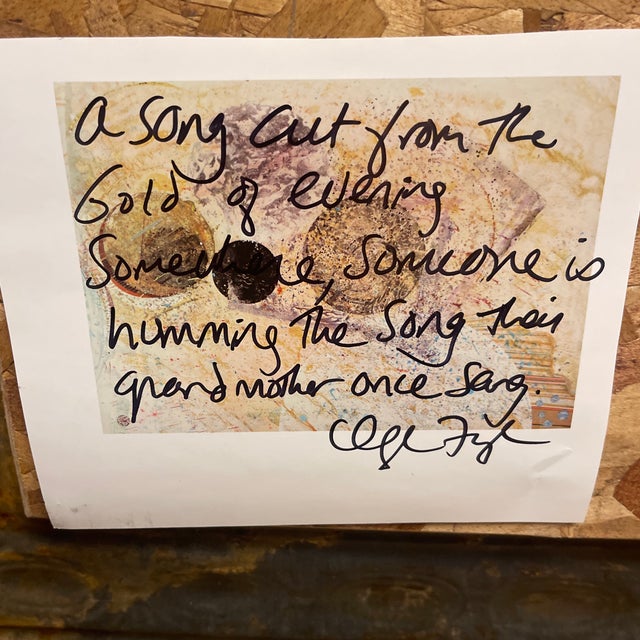 a song cut from the
Gold of evening
Somewhere, Someone is
humming the song their
grandmother once sang.